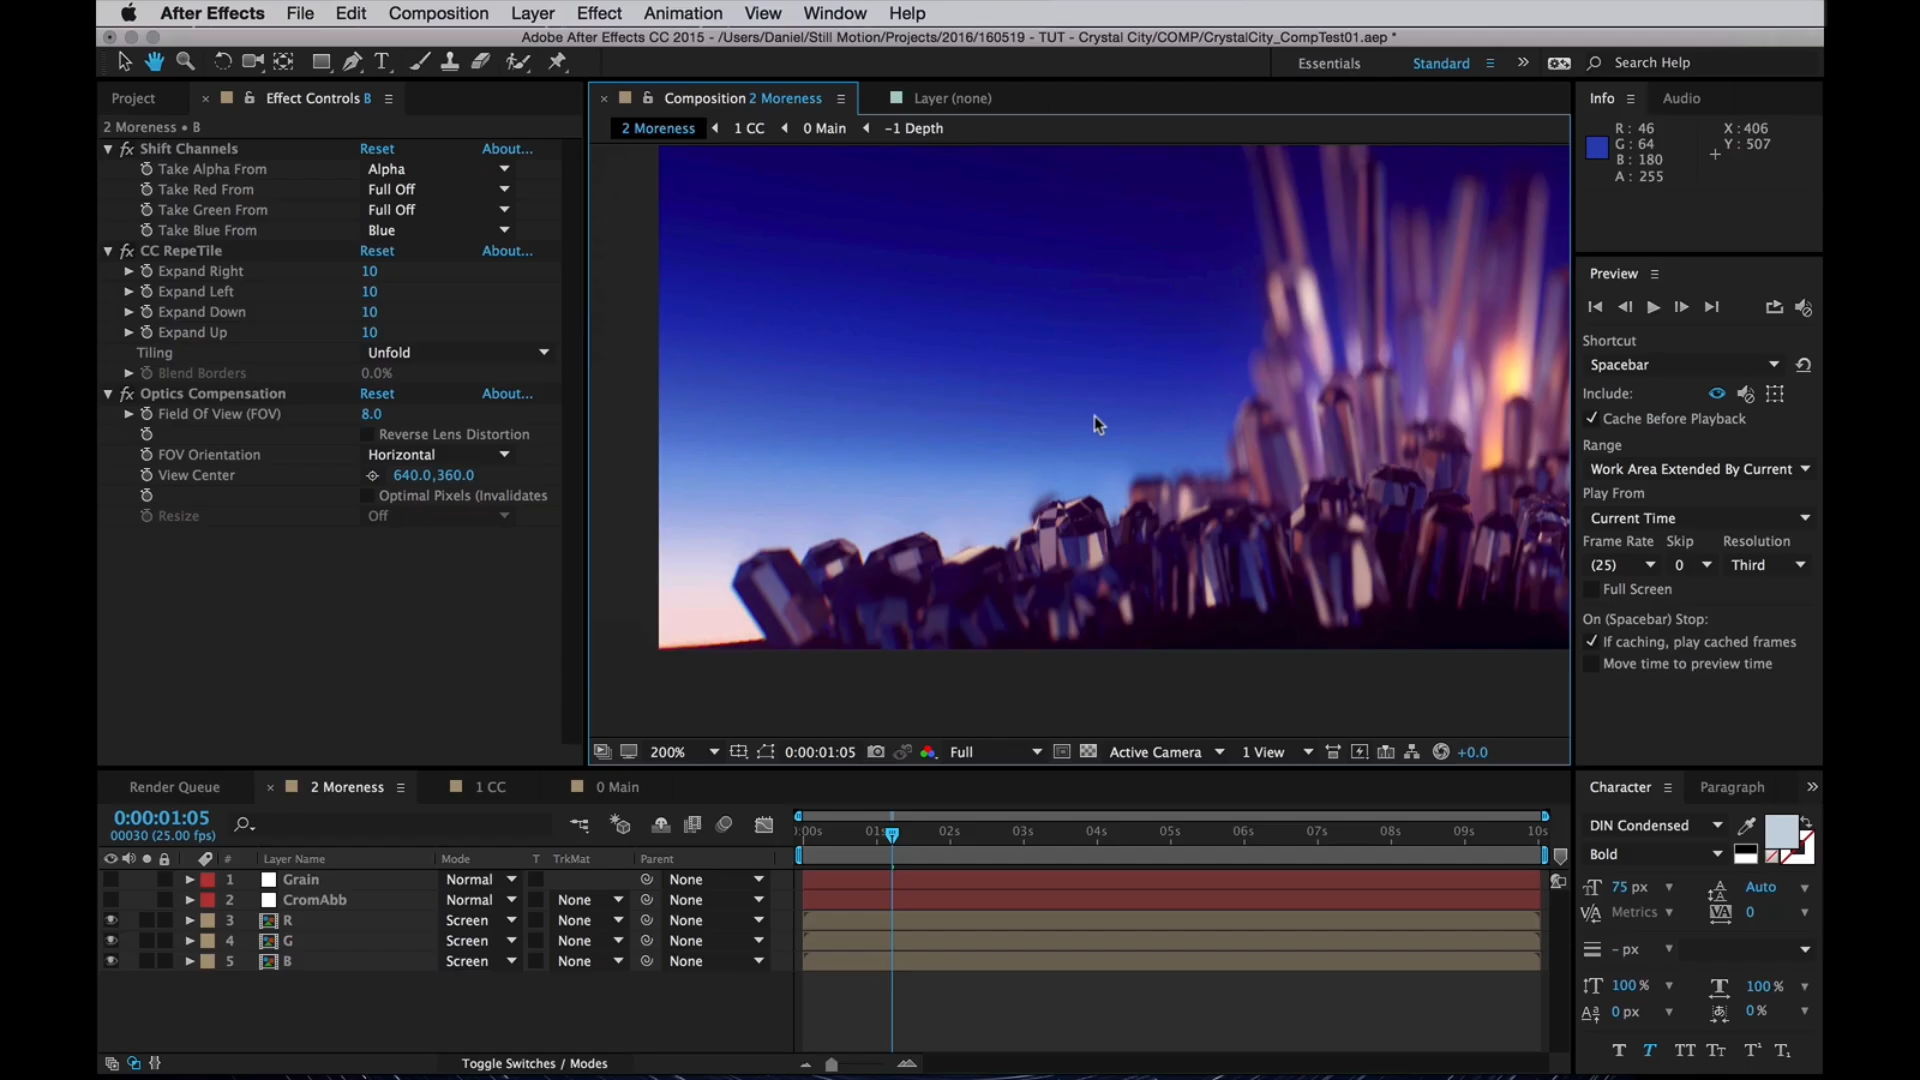 After Effects File Edit Composition Layer Effect Animation View Window Help
Adobe After Effects CC 2015 - /Users/Daniel/Still Motion/Projects/2016/160519 - TUT - Crystal City/COMP/CrystalCity_CompTest01.aep *
Essentials Standard Search Help
Project Effect Controls B
Composition 2 Moreness Layer (none)
Info Audio
2 Moreness • B
2 Moreness 1 CC 0 Main -1 Depth
R: 46 X: 406
G: 64 Y: 507
B: 180
A: 255
fx Shift Channels Reset About...
Take Alpha From Alpha
Take Red From Full Off
Take Green From Full Off
Take Blue From Blue
fx CC RepeTile Reset About...
Expand Right 10
Expand Left 10
Expand Down 10
Expand Up 10
Tiling Unfold
Blend Borders 0.0%
fx Optics Compensation Reset About...
Field Of View (FOV) 8.0
Reverse Lens Distortion
FOV Orientation Horizontal
View Center 640.0,360.0
Optimal Pixels (Invalidates
Resize Off
Preview
Shortcut
Spacebar
Include:
Cache Before Playback
Range
Work Area Extended By Current
Play From
Current Time
Frame Rate Skip Resolution
(25) 0 Third
Full Screen
On (Spacebar) Stop:
If caching, play cached frames
Move time to preview time
200% 0:00:01:05 Full Active Camera 1 View +0.0
Render Queue 2 Moreness 1 CC 0 Main
0:00:01:05
00030 (25.00 fps)
:00s 01s 02s 03s 04s 05s 06s 07s 08s 09s 10s
# Layer Name Mode T TrkMat Parent
1 Grain Normal None
2 CromAbb Normal None None
3 R Screen None None
4 G Screen None None
5 B Screen None None
Toggle Switches / Modes
Character Paragraph
DIN Condensed
Bold
75 px Auto
Metrics 0
- px
100% 100%
0 px 0%
T T TT Tt T¹ T₁